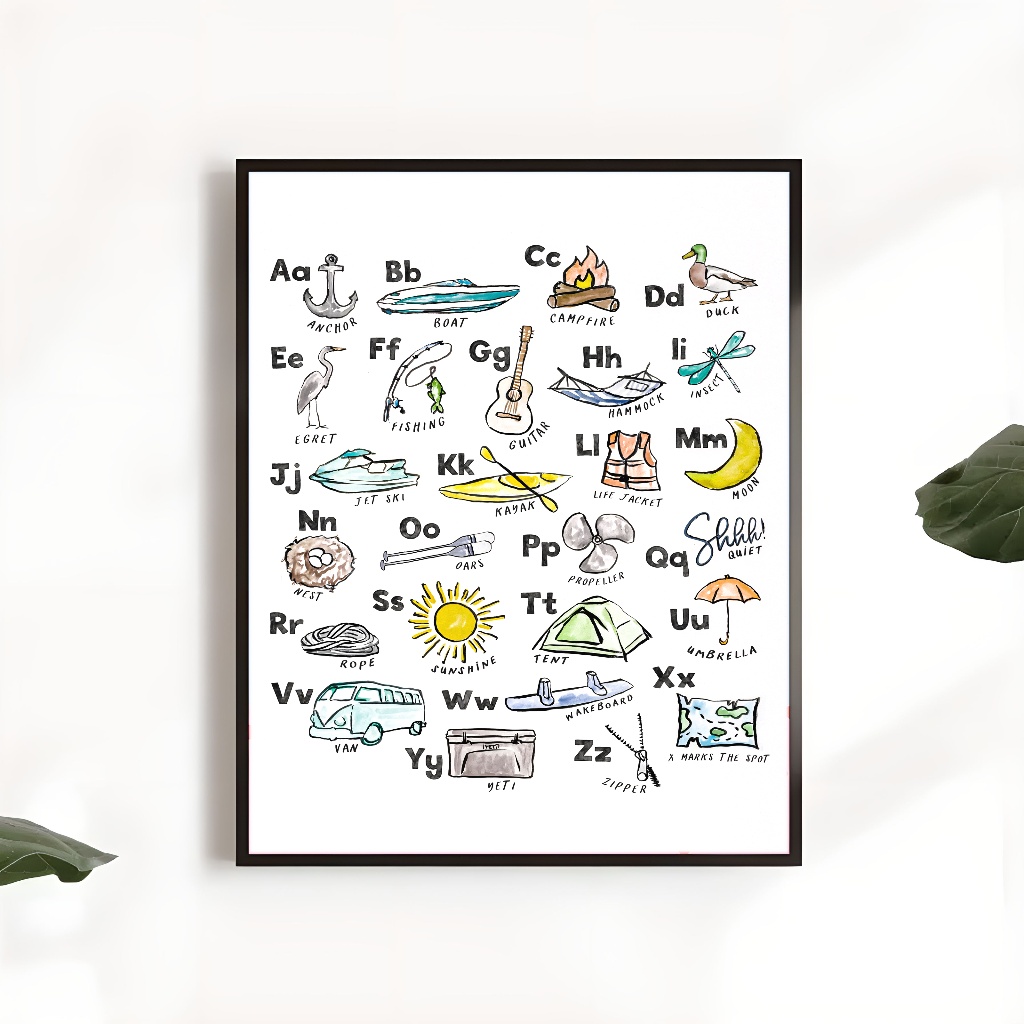 Aa
ANCHOR
Bb
BOAT
Cc
CAMPFIRE
Dd
DUCK
Ee
EGRET
Ff
FISHING
Gg
GUITAR
Hh
HAMMOCK
Ii
INSECT
Jj
JET SKI
Kk
KAYAK
Ll
LIFE JACKET
Mm
MOON
Nn
NEST
Oo
OARS
Pp
PROPELLER
Qq
Shhh!
QUIET
Rr
ROPE
Ss
SUNSHINE
Tt
TENT
Uu
UMBRELLA
Vv
VAN
Ww
WAKEBOARD
Xx
X MARKS THE SPOT
Yy
YETI
YETI
Zz
ZIPPER